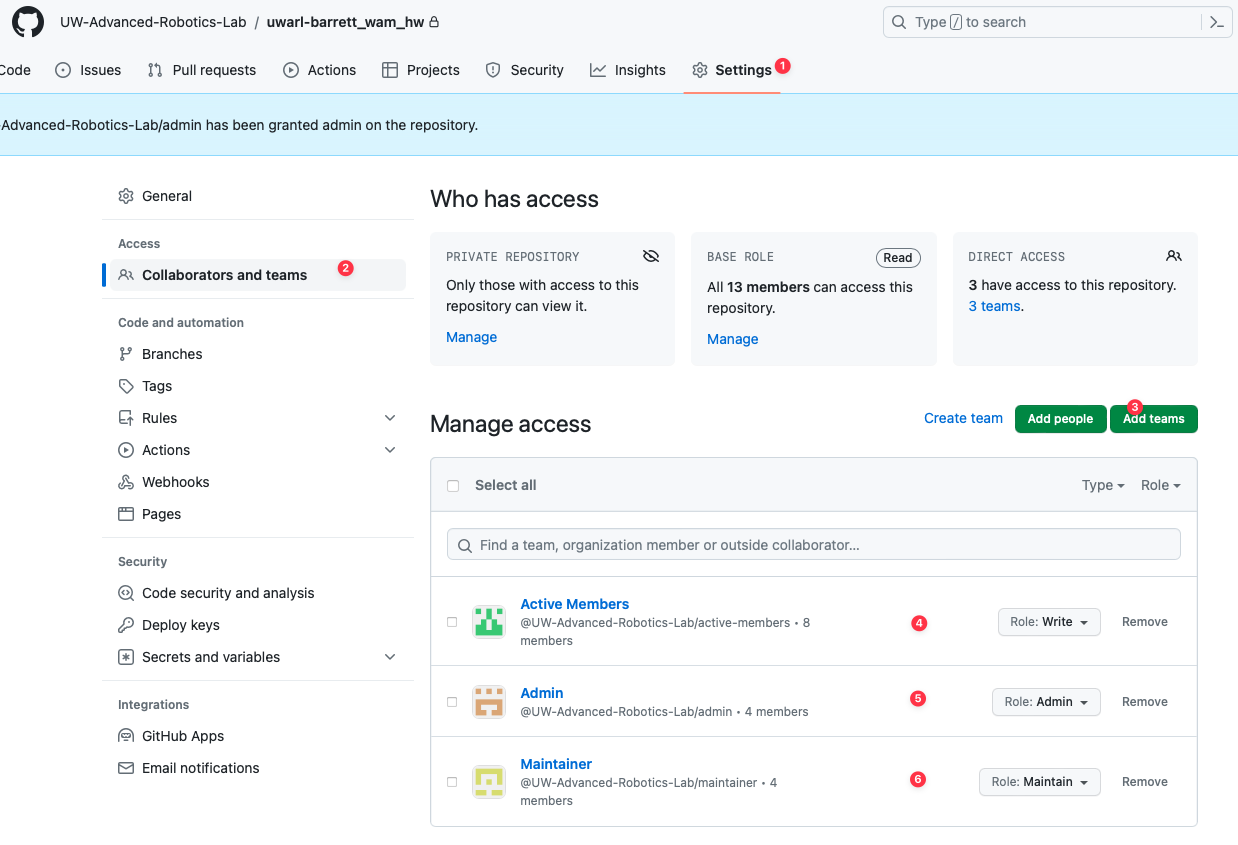 UW-Advanced-Robotics-Lab / uwarl-barrett_wam_hw
Type / to search
Code Issues Pull requests Actions Projects Security Insights Settings 1
-Advanced-Robotics-Lab/admin has been granted admin on the repository.
General
Access
Collaborators and teams 2
Code and automation
Branches
Tags
Rules
Actions
Webhooks
Pages
Security
Code security and analysis
Deploy keys
Secrets and variables
Integrations
GitHub Apps
Email notifications
Who has access
PRIVATE REPOSITORY
Only those with access to this
repository can view it.
Manage
BASE ROLE Read
All 13 members can access this
repository.
Manage
DIRECT ACCESS
3 have access to this repository.
3 teams.
Manage access
Create team Add people Add teams 3
Select all Type Role
Find a team, organization member or outside collaborator...
Active Members
@UW-Advanced-Robotics-Lab/active-members • 8
members
4 Role: Write Remove
Admin
@UW-Advanced-Robotics-Lab/admin • 4 members
5 Role: Admin Remove
Maintainer
@UW-Advanced-Robotics-Lab/maintainer • 4
members
6 Role: Maintain Remove